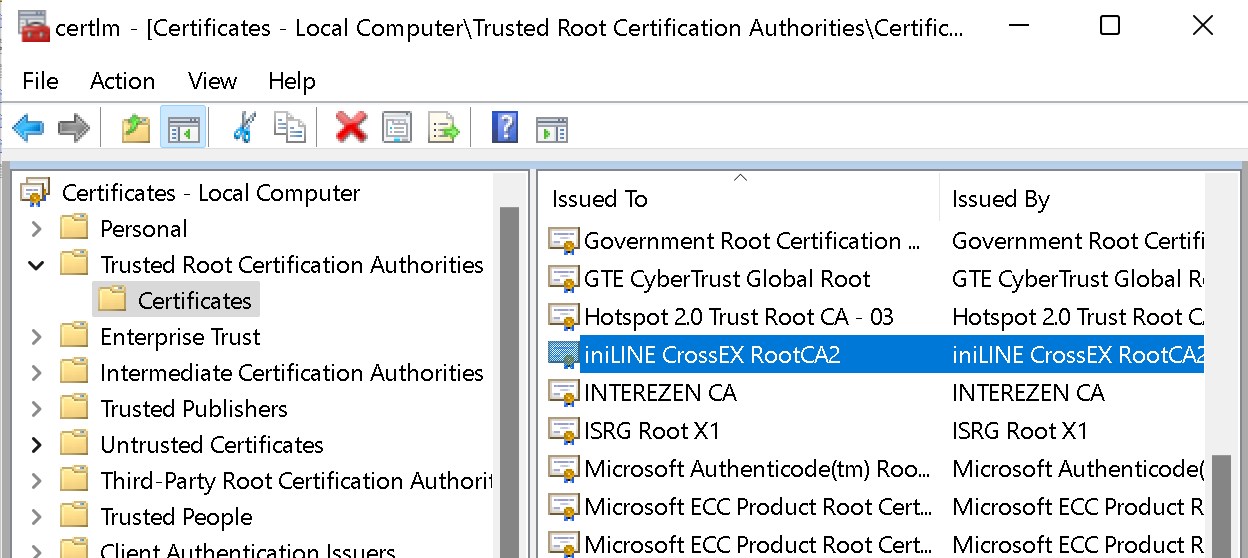 certlm - [Certificates - Local Computer\Trusted Root Certification Authorities\Certific...
File Action View Help
Certificates - Local Computer
Personal
Trusted Root Certification Authorities
Certificates
Enterprise Trust
Intermediate Certification Authorities
Trusted Publishers
Untrusted Certificates
Third-Party Root Certification Authorit
Trusted People
Client Authentication Issuers
Issued To Issued By
Government Root Certification ... Government Root Certifi
GTE CyberTrust Global Root GTE CyberTrust Global R
Hotspot 2.0 Trust Root CA - 03 Hotspot 2.0 Trust Root C
iniLINE CrossEX RootCA2 iniLINE CrossEX RootCA2
INTEREZEN CA INTEREZEN CA
ISRG Root X1 ISRG Root X1
Microsoft Authenticode(tm) Roo... Microsoft Authenticode(
Microsoft ECC Product Root Cert... Microsoft ECC Product R
Microsoft ECC Product Root Cert... Microsoft ECC Product R